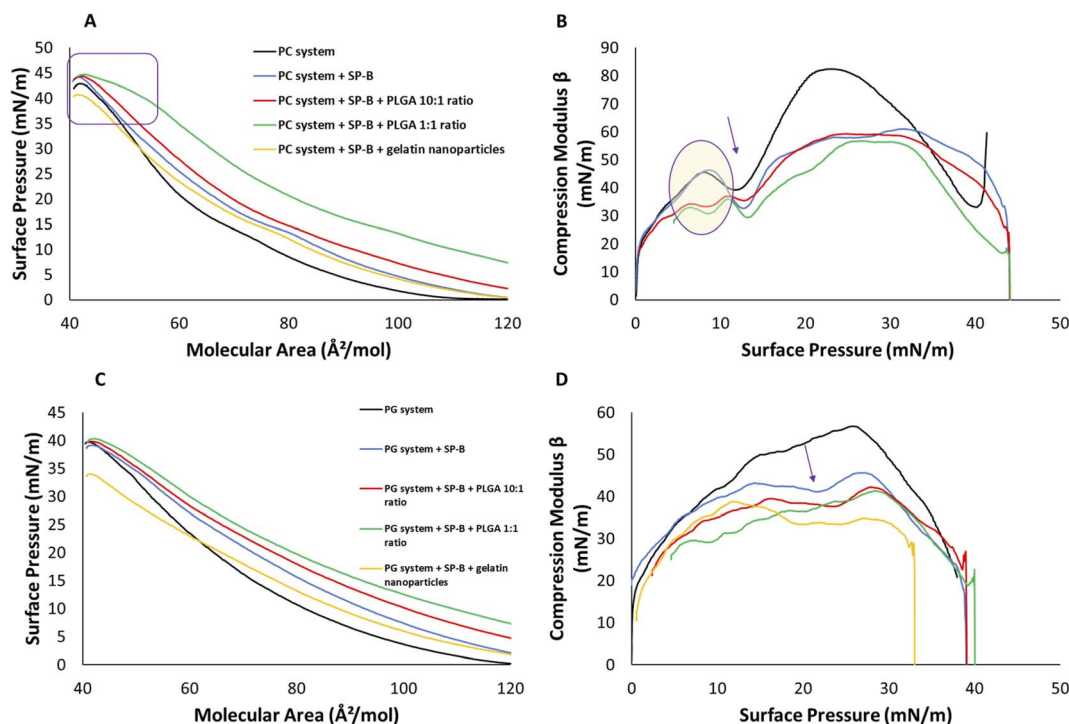 A
50
45
40
35
30
25
20
15
10
5
0
40
60
80
100
120
Surface Pressure (mN/m)
Molecular Area (Å²/mol)
PC system
PC system + SP-B
PC system + SP-B + PLGA 10:1 ratio
PC system + SP-B + PLGA 1:1 ratio
PC system + SP-B + gelatin nanoparticles
B
90
80
70
60
50
40
30
20
10
0
0
10
20
30
40
50
Compression Modulus β
(mN/m)
Surface Pressure (mN/m)
C
45
40
35
30
25
20
15
10
5
0
40
60
80
100
120
Surface Pressure (mN/m)
Molecular Area (Å²/mol)
PG system
PG system + SP-B
PG system + SP-B + PLGA 10:1
ratio
PG system + SP-B + PLGA 1:1
ratio
PG system + SP-B + gelatin
nanoparticles
D
60
50
40
30
20
10
0
0
10
20
30
40
50
Compression Modulus β
(mN/m)
Surface Pressure (mN/m)